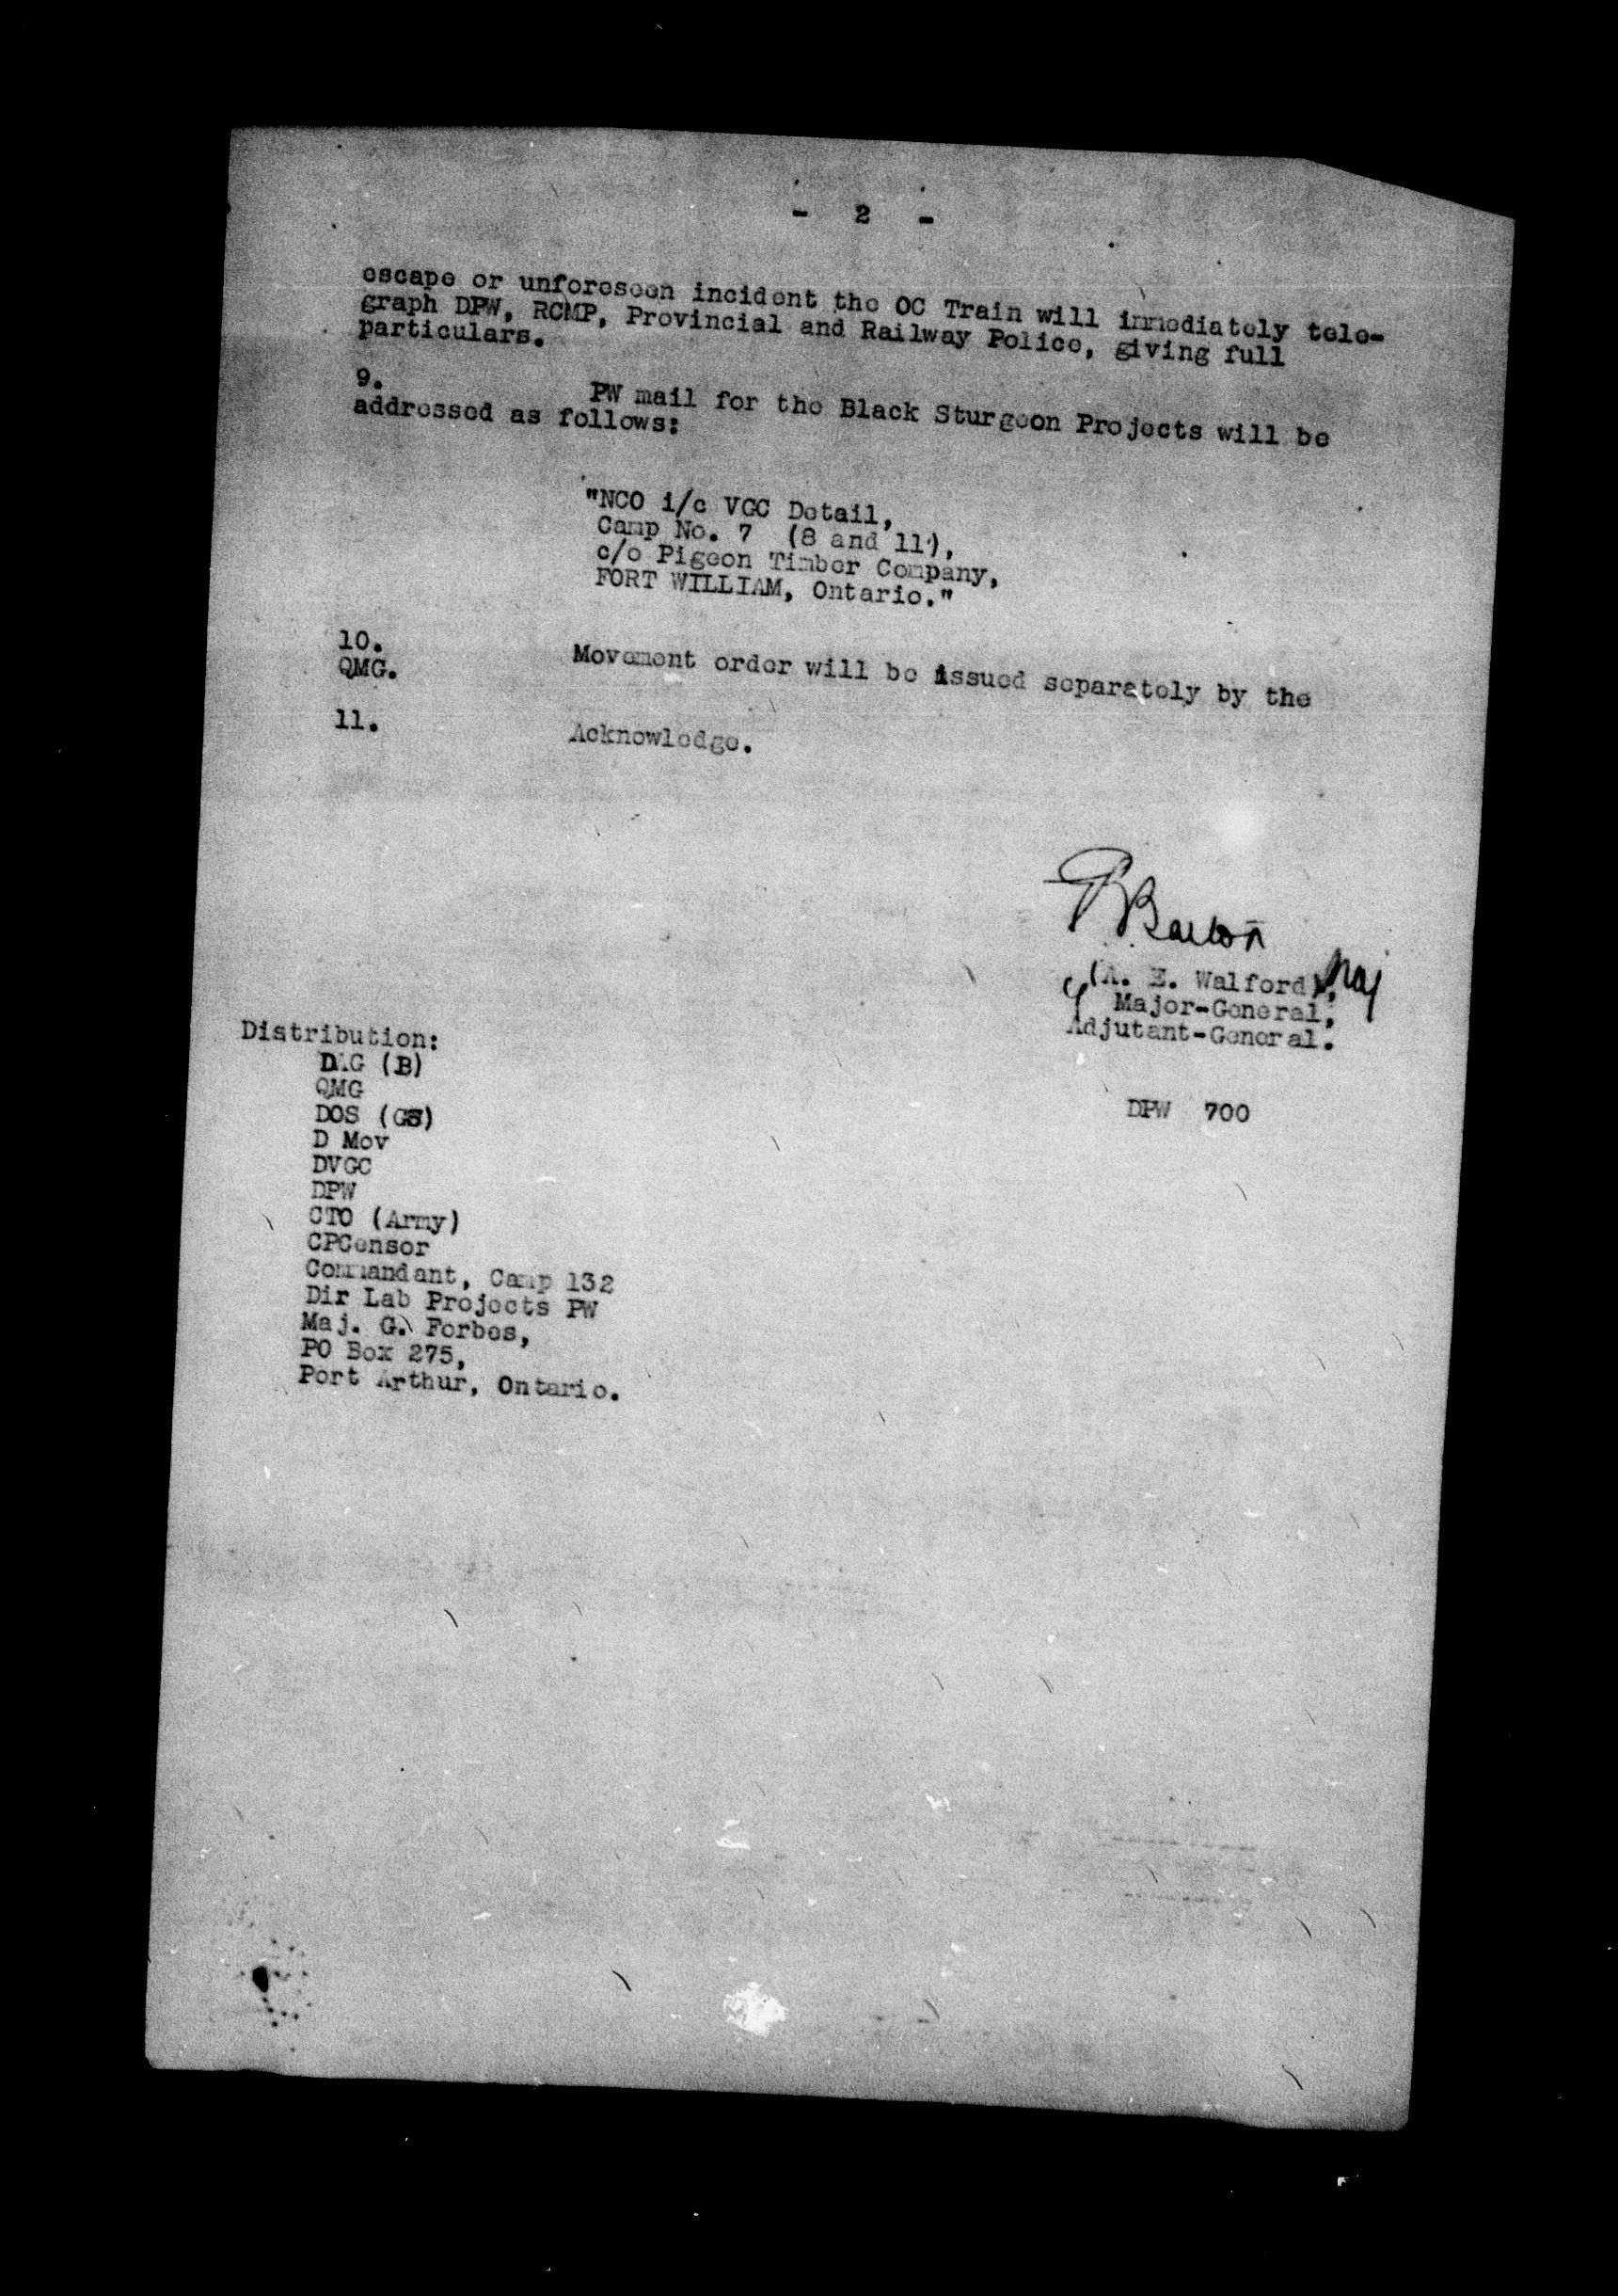 - 2 -
escape or unforeseen incident the OC Train will immediately tele-
graph DPW, RCMP, Provincial and Railway Police, giving full
particulars.
9. PW mail for the Black Sturgeon Projects will be
addressed as follows:
"NCO i/c VGC Detail,
Camp No. 7 (8 and 11),
c/o Pigeon Timber Company,
FORT WILLIAM, Ontario."
10. Movement order will be issued separately by the
QMG.
11. Acknowledge.
Barton
Maj
(A. E. Walford),
Major-General,
Adjutant-General.
DPW 700
Distribution:
DAG (B)
QMG
DOS (GS)
D Mov
DVGC
DPW
CTO (Army)
CPCensor
Commandant, Camp 132
Dir Lab Projects PW
Maj. G. Forbes,
PO Box 275,
Port Arthur, Ontario.